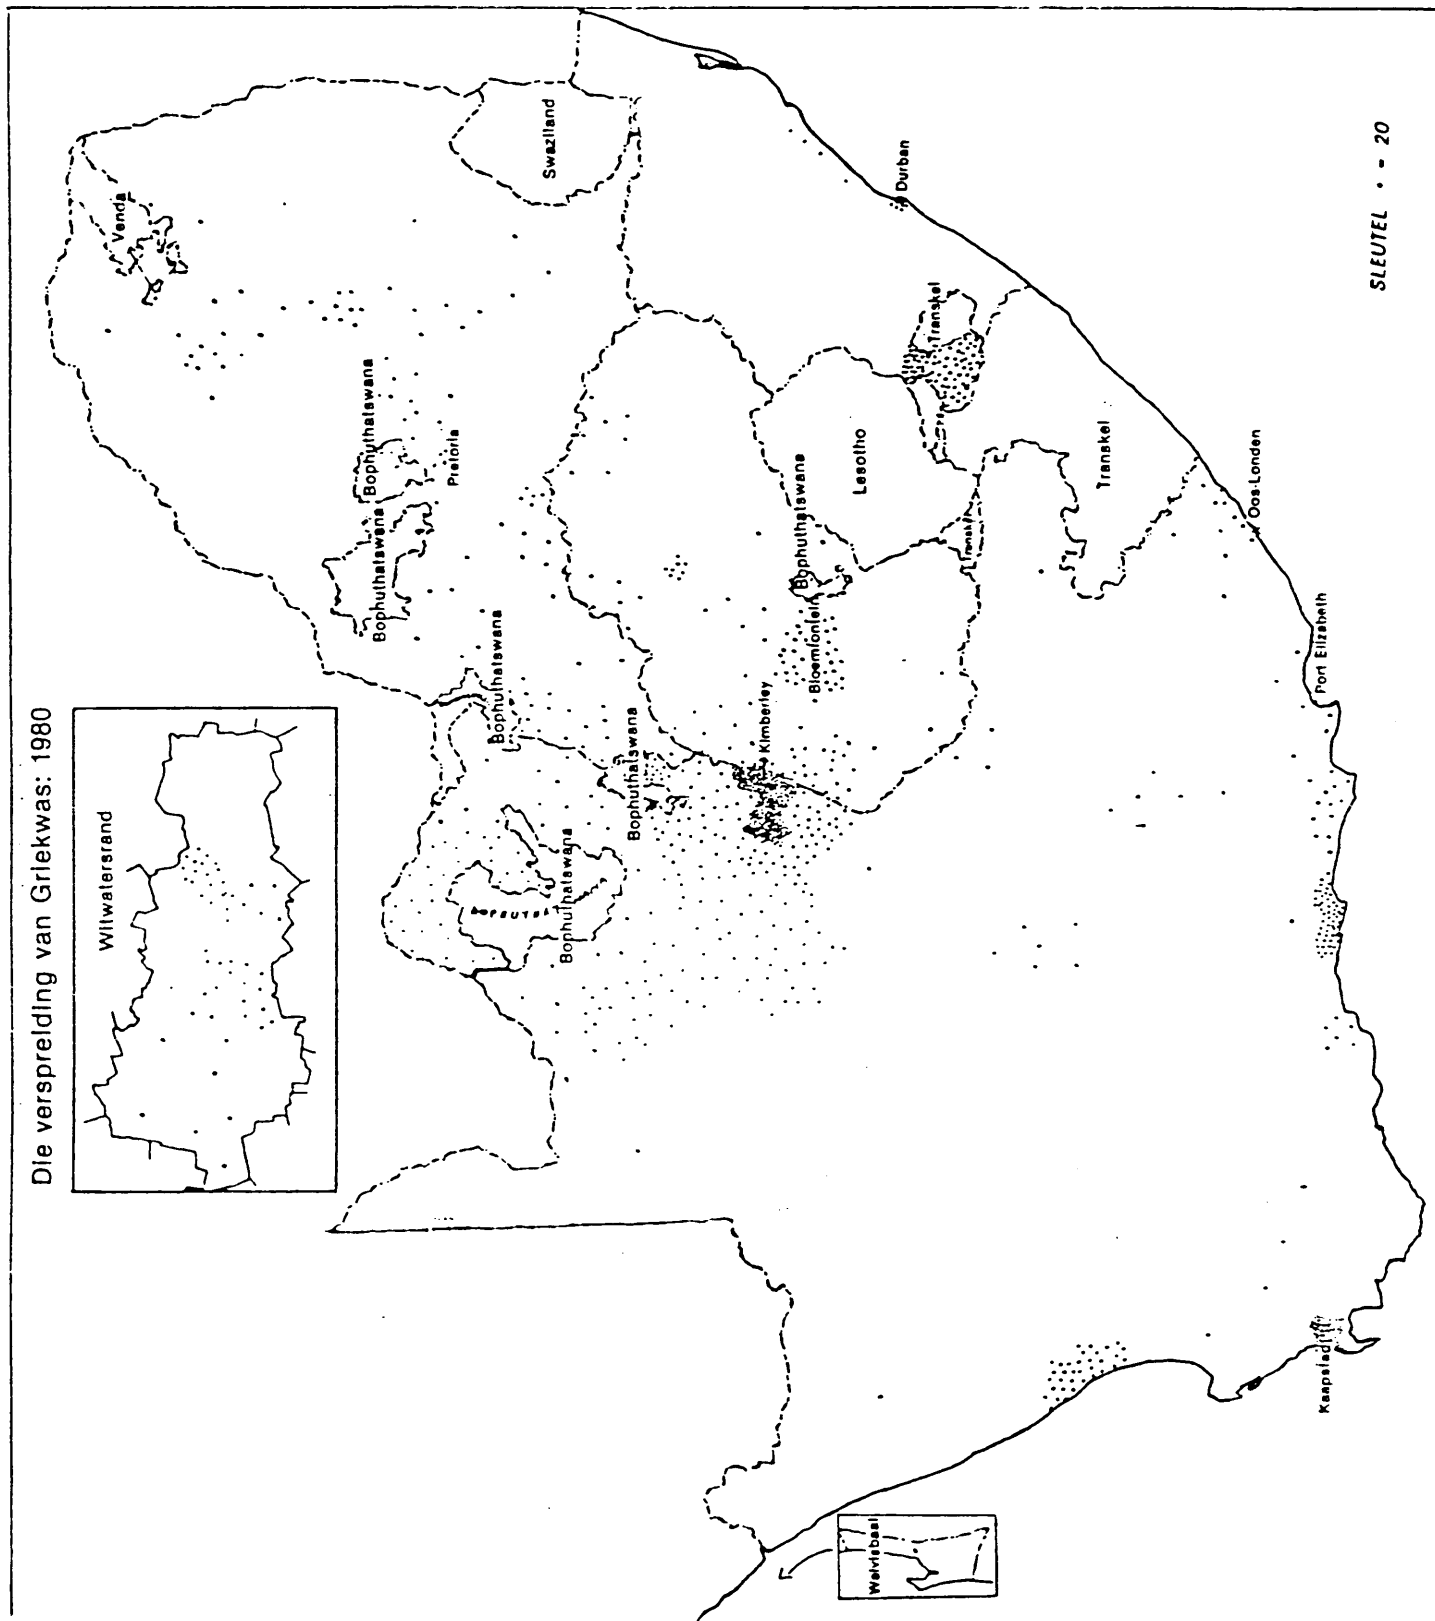 Die verspreiding van Griekwas: 1980
Witwatersrand
Venda
Swaziland
Bophuthatswana
Pretoria
Bophuthatswana
Bophuthatswana
Bophuthatswana
Bophuthatswana
Kimberley
Bloemfontein
Bophuthatswana
Lesotho
Transkei
Transkei
Transkei
Durban
Oos-Londen
Port Elizabeth
Kaapstad
Walvisbaai
SLEUTEL • = 20